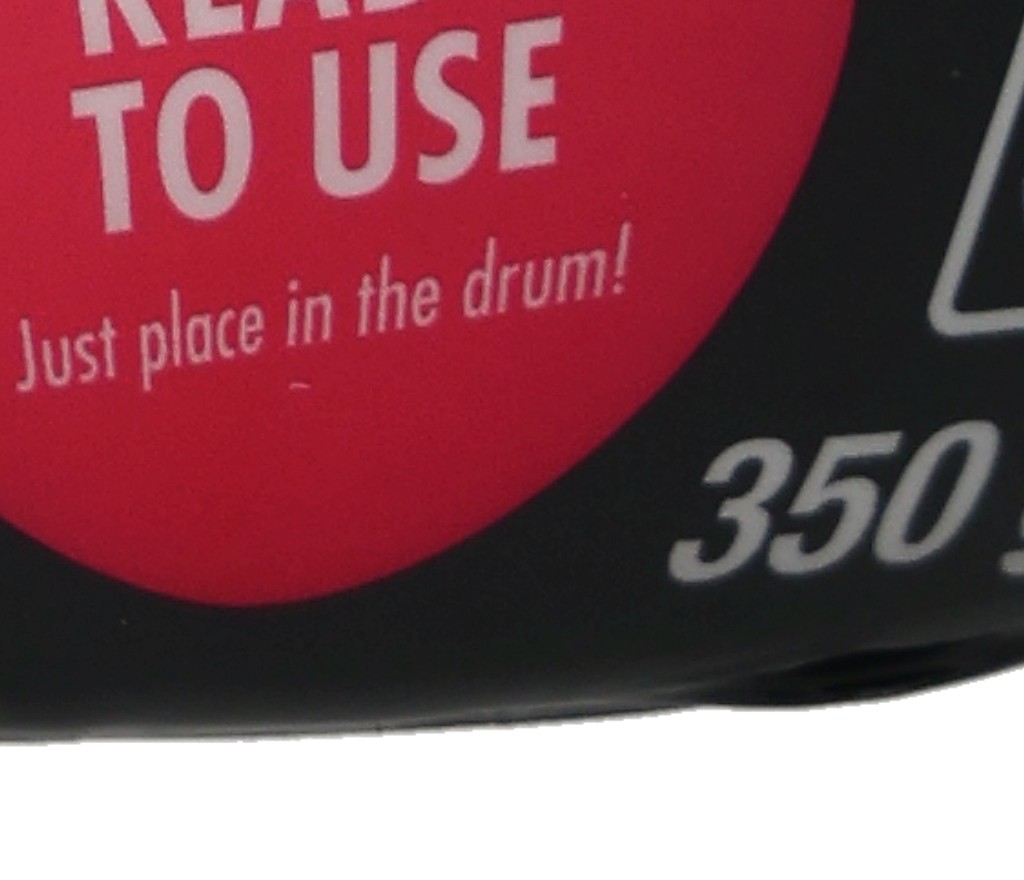 TO USE
Just place in the drum!
350